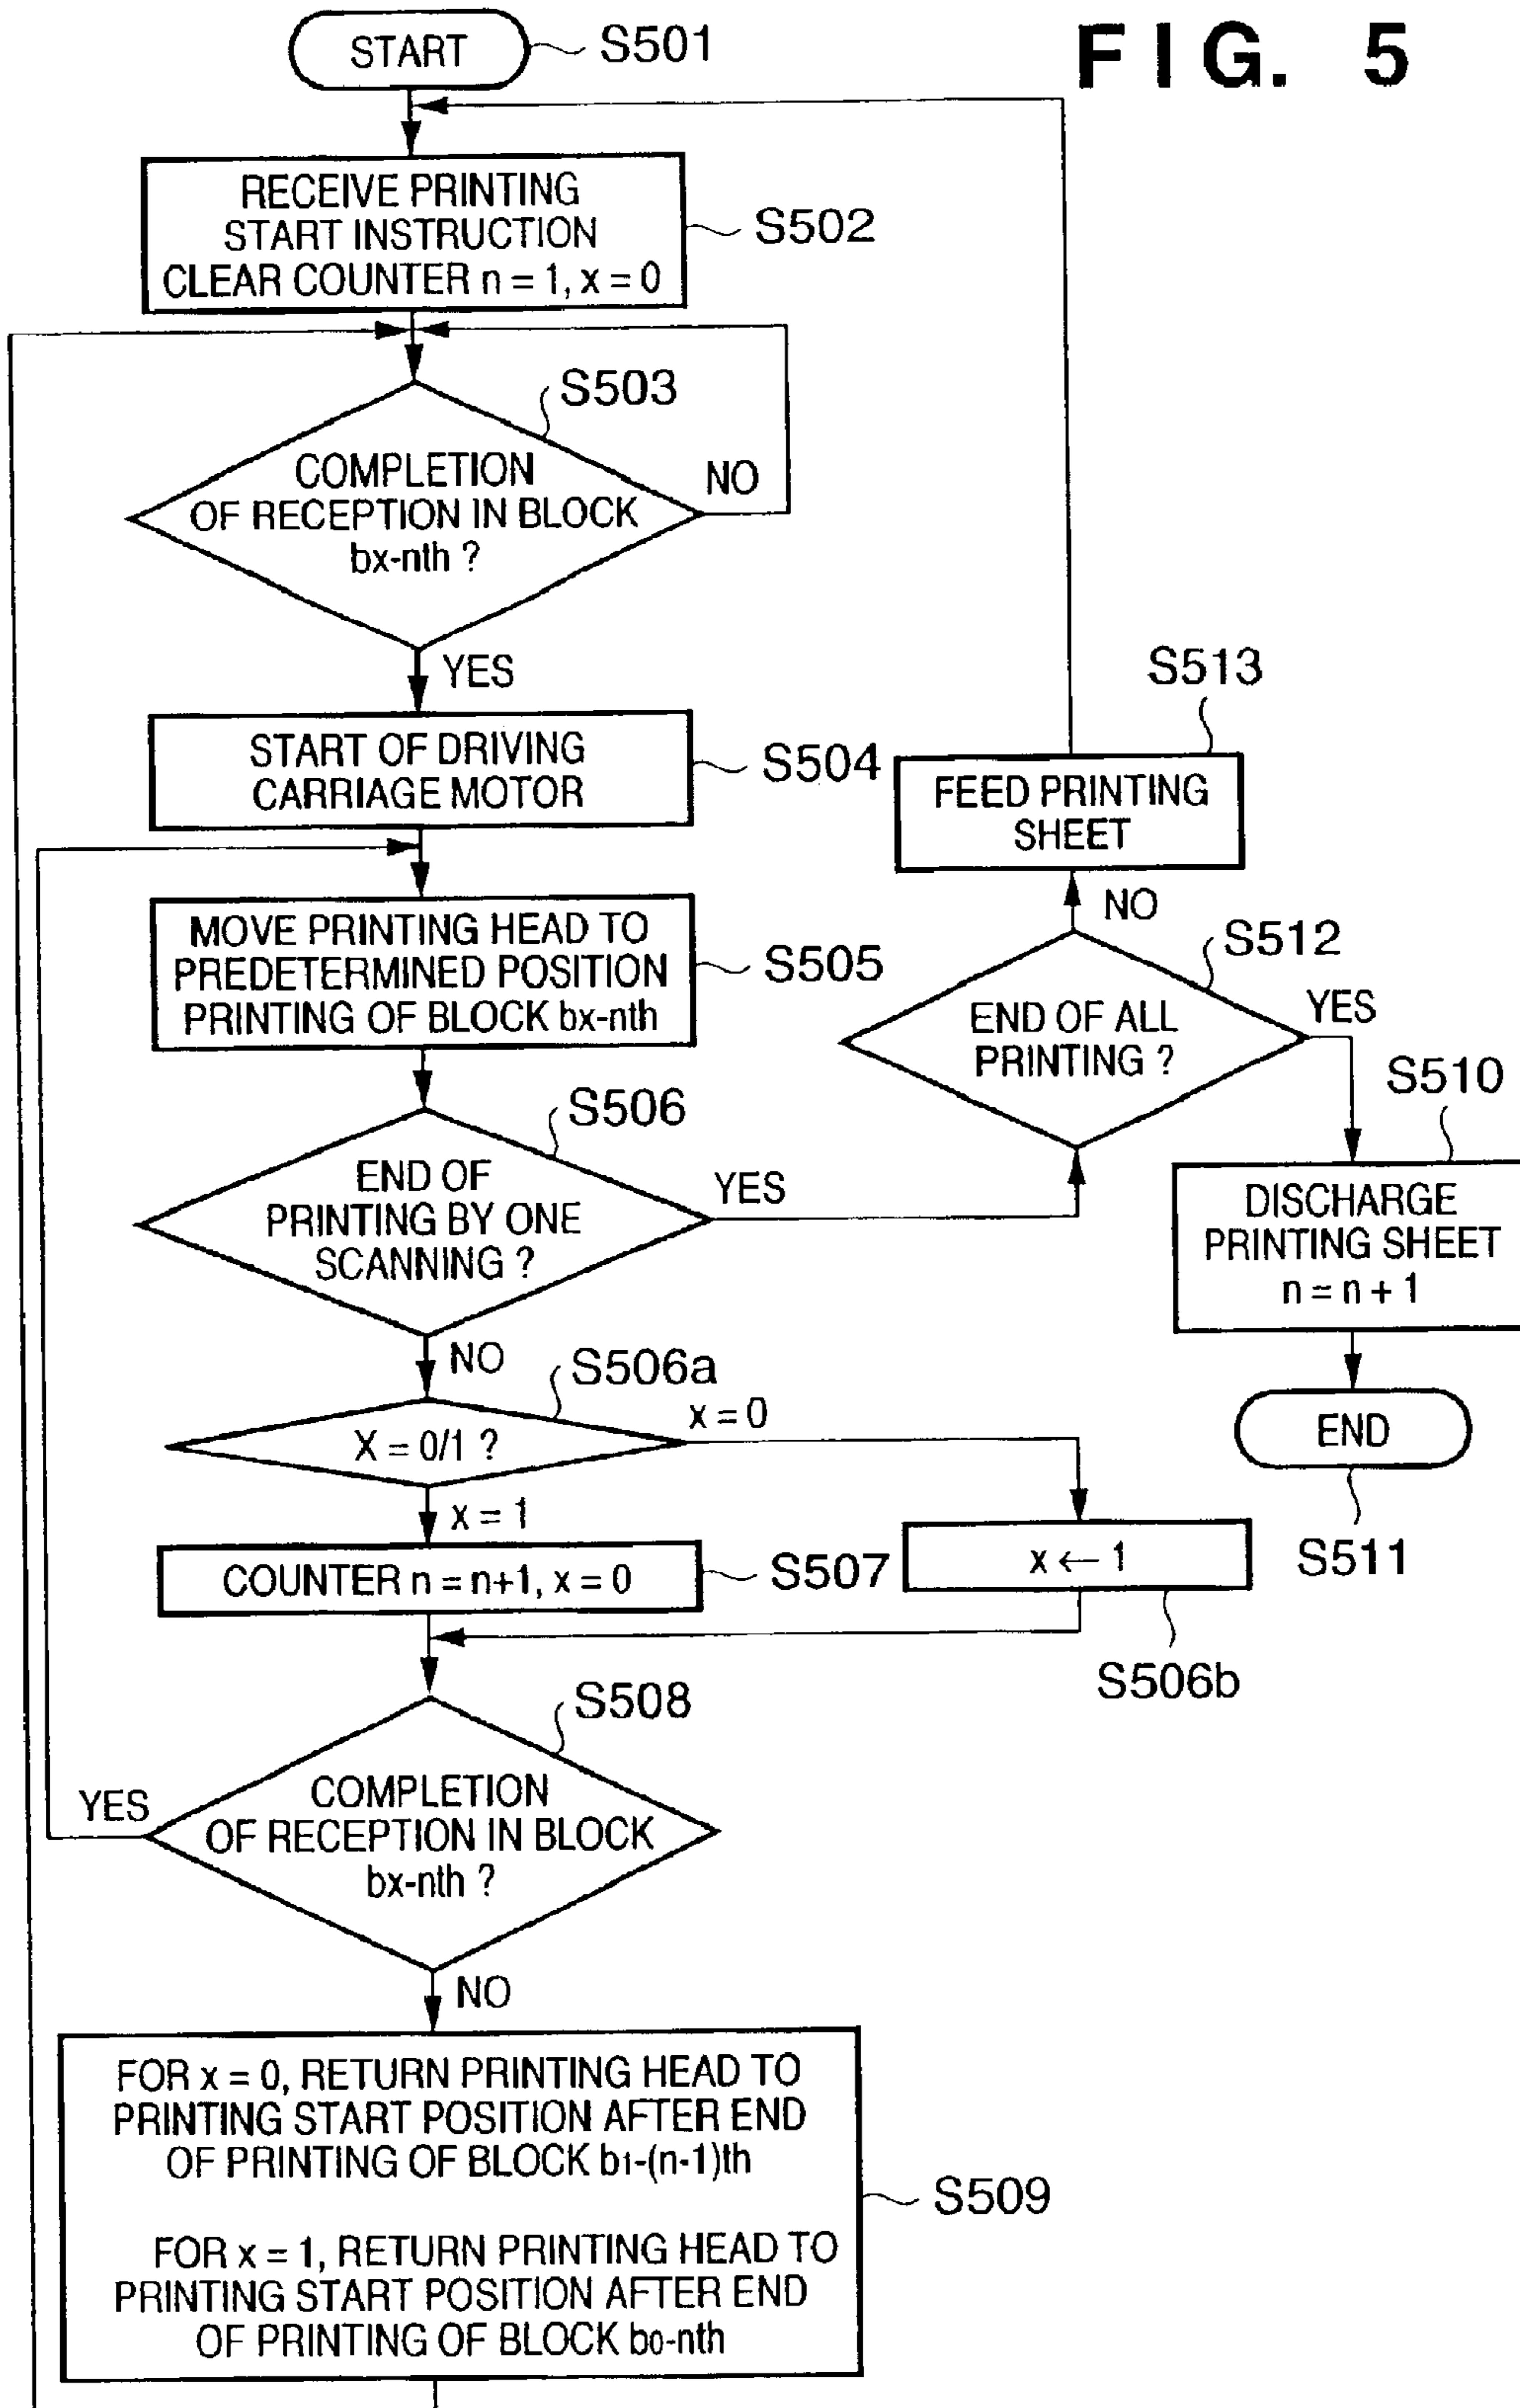 FIG. 5
START
S501
RECEIVE PRINTING
START INSTRUCTION
CLEAR COUNTER n = 1, x = 0
S502
S503
COMPLETION
OF RECEPTION IN BLOCK
bx-nth ?
NO
YES
START OF DRIVING
CARRIAGE MOTOR
S504
MOVE PRINTING HEAD TO
PREDETERMINED POSITION
PRINTING OF BLOCK bx-nth
S505
S506
END OF
PRINTING BY ONE
SCANNING ?
YES
NO
S513
FEED PRINTING
SHEET
NO
S512
END OF ALL
PRINTING ?
YES
S510
DISCHARGE
PRINTING SHEET
n = n + 1
END
S511
S506a
X = 0/1 ?
x = 0
x = 1
COUNTER n = n+1, x = 0
S507
x ← 1
S506b
S508
COMPLETION
OF RECEPTION IN BLOCK
bx-nth ?
YES
NO
FOR x = 0, RETURN PRINTING HEAD TO
PRINTING START POSITION AFTER END
OF PRINTING OF BLOCK b1-(n-1)th
FOR x = 1, RETURN PRINTING HEAD TO
PRINTING START POSITION AFTER END
OF PRINTING OF BLOCK b0-nth
S509